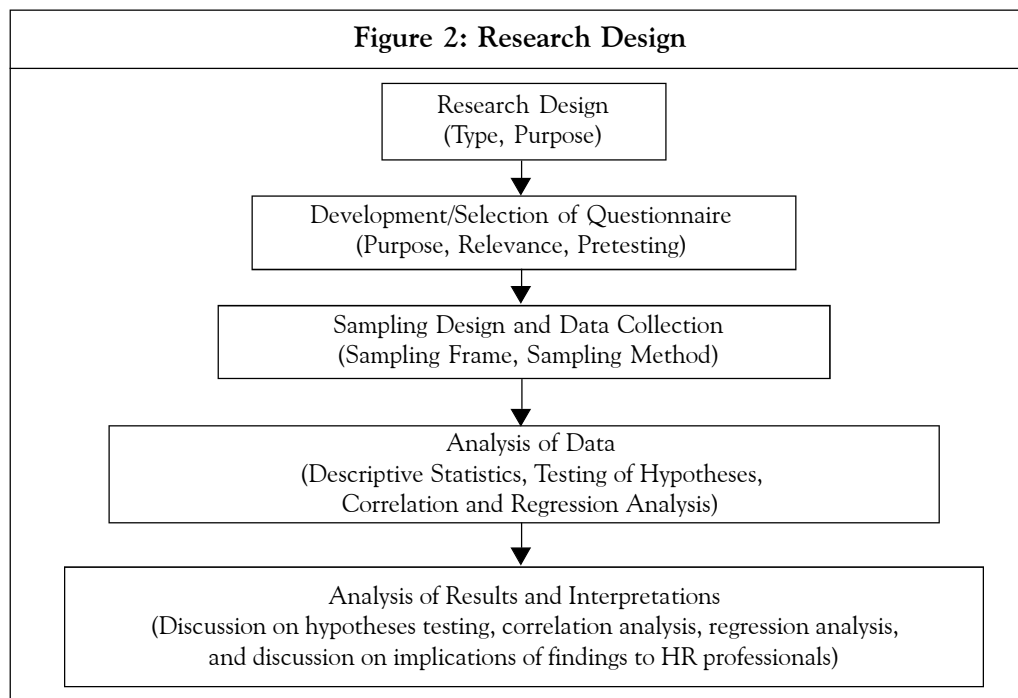 Figure 2: Research Design
Research Design
(Type, Purpose)
Development/Selection of Questionnaire
(Purpose, Relevance, Pretesting)
Sampling Design and Data Collection
(Sampling Frame, Sampling Method)
Analysis of Data
(Descriptive Statistics, Testing of Hypotheses,
Correlation and Regression Analysis)
Analysis of Results and Interpretations
(Discussion on hypotheses testing, correlation analysis, regression analysis,
and discussion on implications of findings to HR professionals)